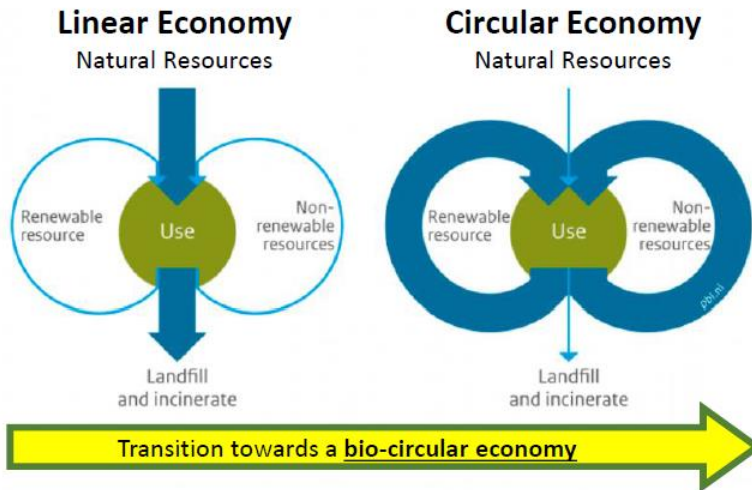 Linear Economy
Natural Resources
Renewable
resource
Use
Non-
renewable
resources
Landfill
and incinerate
Circular Economy
Natural Resources
Renewable
resource
Use
Non-
renewable
resources
pbl.nl
Landfill
and incinerate
Transition towards a bio-circular economy